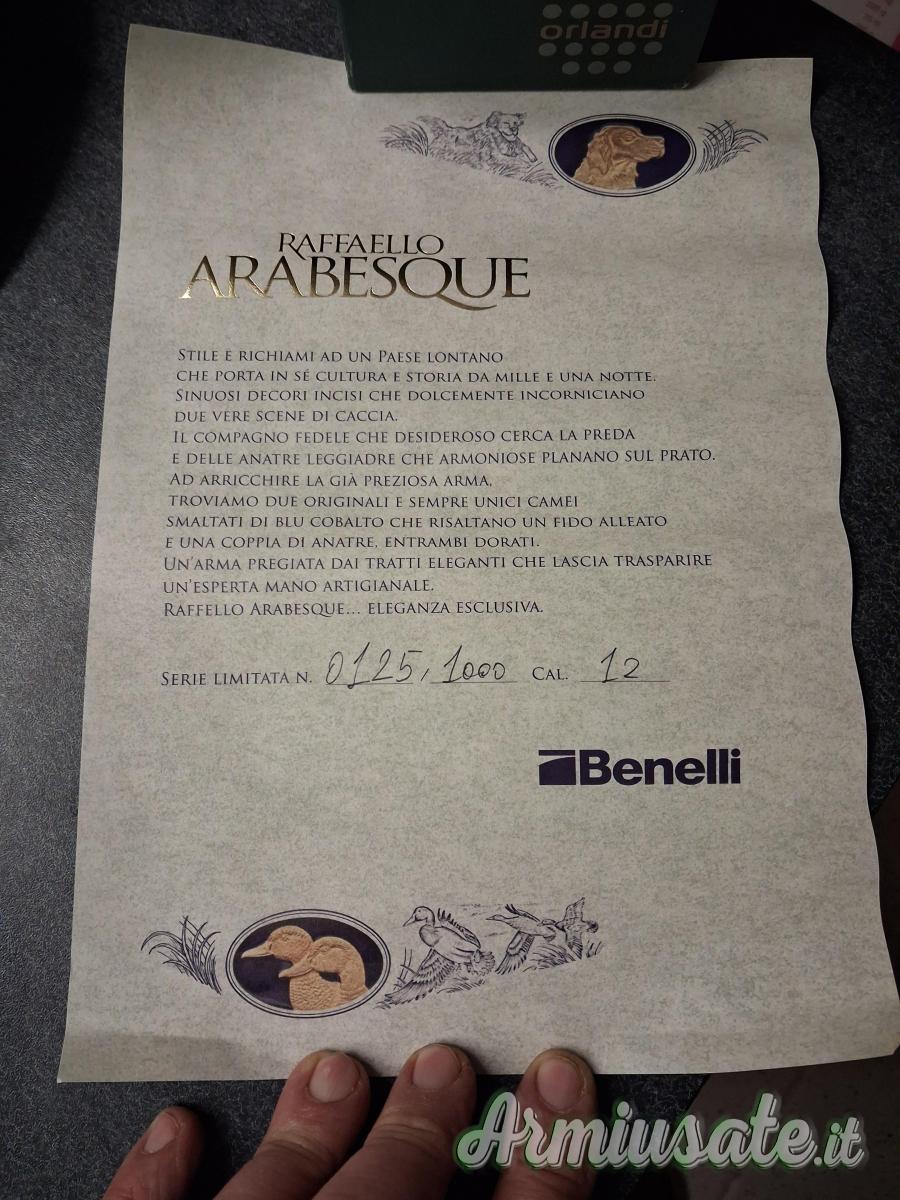 orlandi
RAFFAELLO
ARABESQUE
STILE E RICHIAMI AD UN PAESE LONTANO
CHE PORTA IN SÉ CULTURA E STORIA DA MILLE E UNA NOTTE.
SINUOSI DECORI INCISI CHE DOLCEMENTE INCORNICIANO
DUE VERE SCENE DI CACCIA.
IL COMPAGNO FEDELE CHE DESIDEROSO CERCA LA PREDA
E DELLE ANATRE LEGGIADRE CHE ARMONIOSE PLANANO SUL PRATO.
AD ARRICCHIRE LA GIÀ PREZIOSA ARMA,
TROVIAMO DUE ORIGINALI E SEMPRE UNICI CAMEI
SMALTATI DI BLU COBALTO CHE RISALTANO UN FIDO ALLEATO
E UNA COPPIA DI ANATRE, ENTRAMBI DORATI.
UN'ARMA PREGIATA DAI TRATTI ELEGANTI CHE LASCIA TRASPARIRE
UN'ESPERTA MANO ARTIGIANALE.
RAFFELLO ARABESQUE... ELEGANZA ESCLUSIVA.
SERIE LIMITATA N. 0125/1000 CAL. 12
Benelli
Armiusate.it